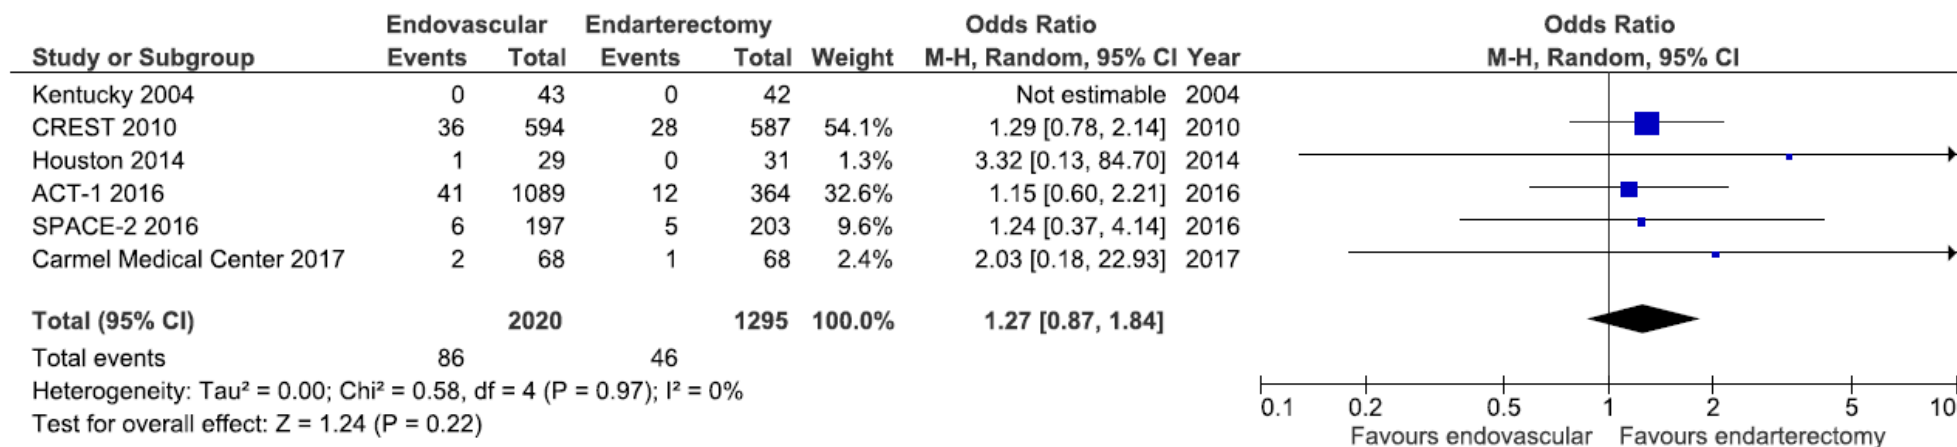 Endovascular Endarterectomy Odds Ratio Odds Ratio
Study or Subgroup Events Total Events Total Weight M-H, Random, 95% CI Year M-H, Random, 95% CI
Kentucky 2004 0 43 0 42 Not estimable 2004
CREST 2010 36 594 28 587 54.1% 1.29 [0.78, 2.14] 2010
Houston 2014 1 29 0 31 1.3% 3.32 [0.13, 84.70] 2014
ACT-1 2016 41 1089 12 364 32.6% 1.15 [0.60, 2.21] 2016
SPACE-2 2016 6 197 5 203 9.6% 1.24 [0.37, 4.14] 2016
Carmel Medical Center 2017 2 68 1 68 2.4% 2.03 [0.18, 22.93] 2017
Total (95% CI) 2020 1295 100.0% 1.27 [0.87, 1.84]
Total events 86 46
Heterogeneity: Tau² = 0.00; Chi² = 0.58, df = 4 (P = 0.97); I² = 0%
Test for overall effect: Z = 1.24 (P = 0.22)
0.1 0.2 0.5 1 2 5 10
Favours endovascular Favours endarterectomy